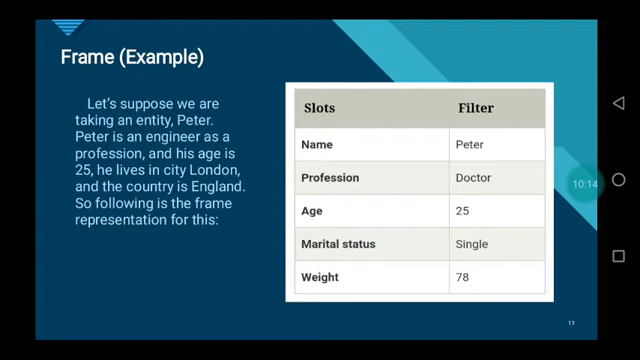 Frame (Example)
Let's suppose we are
taking an entity, Peter.
Peter is an engineer as a
profession, and his age is
25, he lives in city London,
and the country is England.
So following is the frame
representation for this:
Slots Filter
Name Peter
Profession Doctor
Age 25
Marital status Single
Weight 78
10:14
11